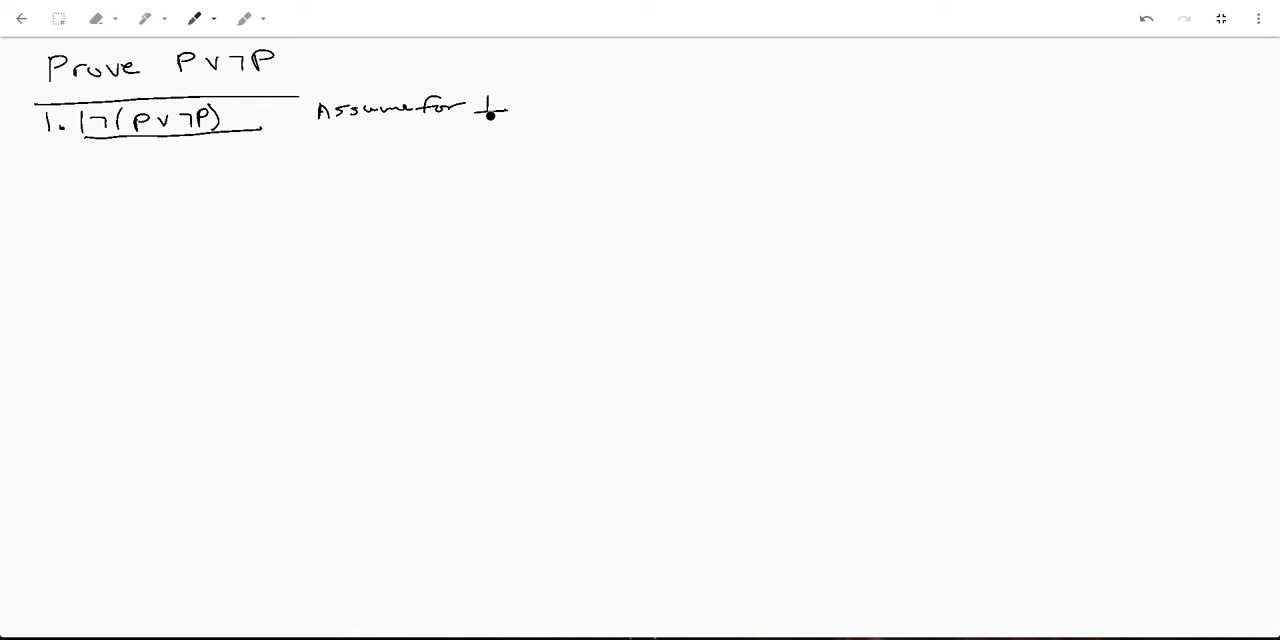 Prove P ∨ ¬P
1. ¬(P ∨ ¬P) Assume for ⊥